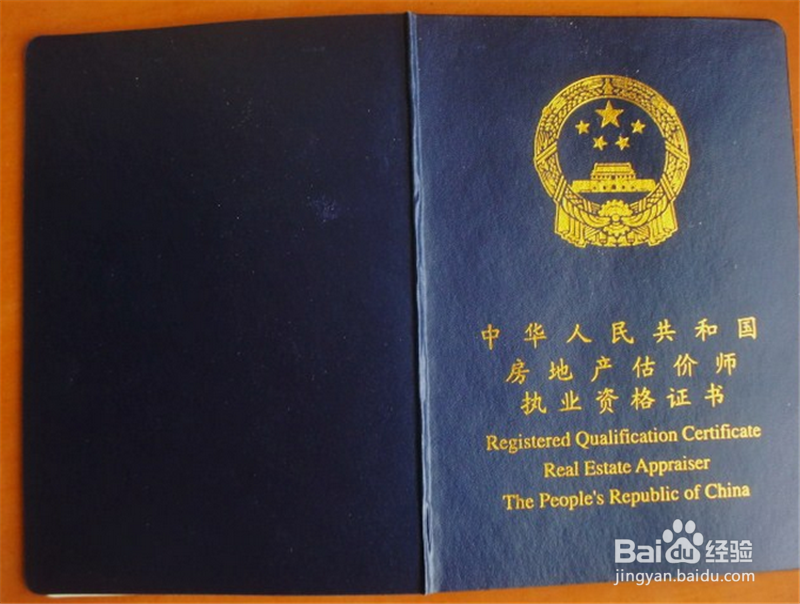 中华人民共和国
房地产估价师
执业资格证书
Registered Qualification Certificate
Real Estate Appraiser
The People's Republic of China
Baidu经验
jingyan.baidu.com